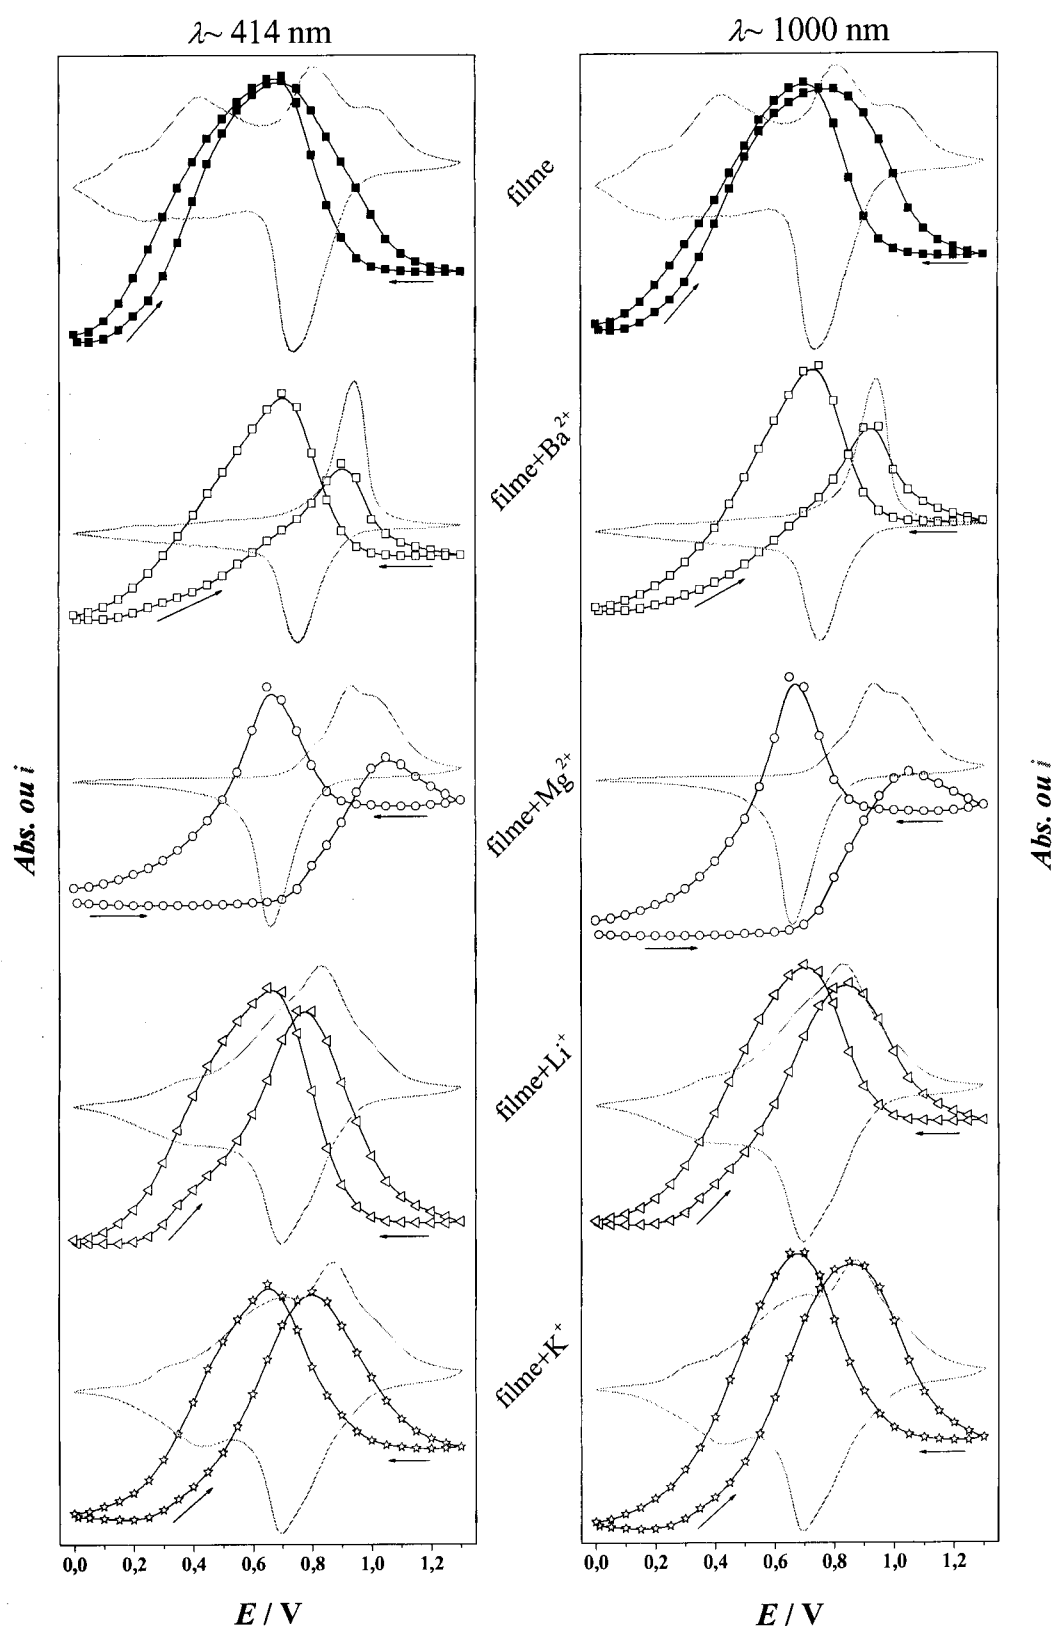 λ~ 414 nm
λ~ 1000 nm
filme
filme+Ba²⁺
filme+Mg²⁺
filme+Li⁺
filme+K⁺
Abs. ou i
Abs. ou i
0,0 0,2 0,4 0,6 0,8 1,0 1,2
0,0 0,2 0,4 0,6 0,8 1,0 1,2
E / V
E / V